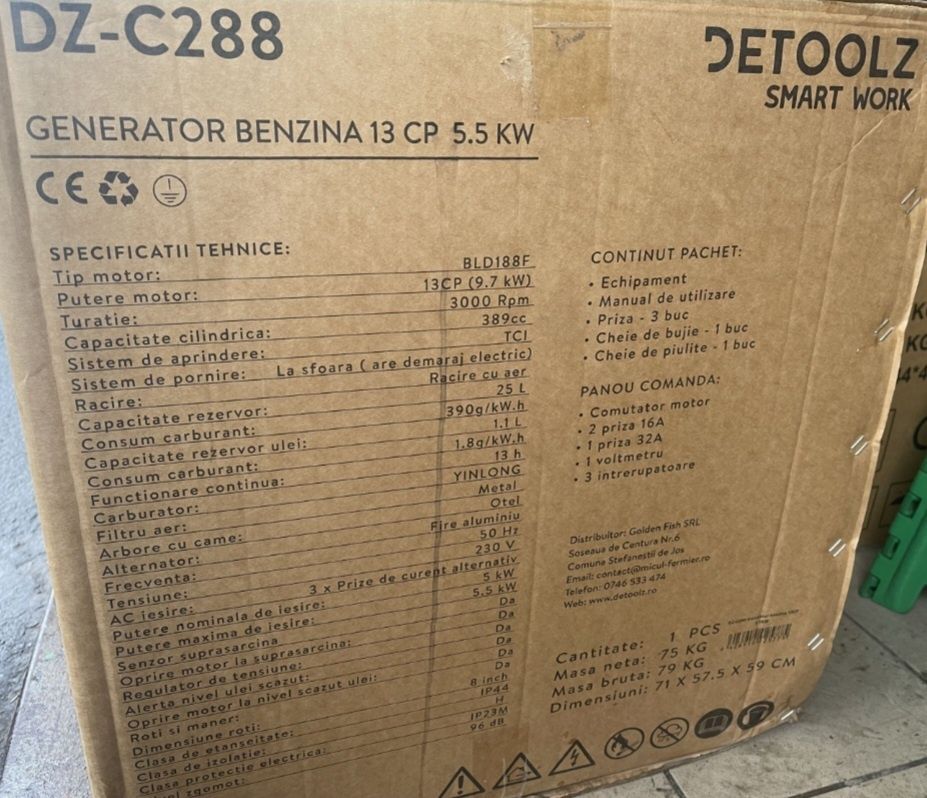 DZ-C288
DETOOLZ
SMART WORK
GENERATOR BENZINA 13 CP 5.5 KW
CE
SPECIFICATII TEHNICE:
Tip motor: BLD188F
Putere motor: 13CP (9.7 kW)
Turatie: 3000 Rpm
Capacitate cilindrica: 389cc
Sistem de aprindere: TCI
Sistem de pornire: La sfoara ( are demaraj electric)
Racire: Racire cu aer
Capacitate rezervor: 25 L
Consum carburant: 390g/kW.h
Capacitate rezervor ulei: 1.1 L
Consum carburant: 1.8g/kW.h
Functionare continua: 13 h
Carburator: YINLONG
Filtru aer: Metal
Arbore cu came: Otel
Alternator: Fire aluminiu
Frecventa: 50 Hz
Tensiune: 230 V
AC iesire: 3 x Prize de curent alternativ
Putere nominala de iesire: 5 kW
Putere maxima de iesire: 5.5 kW
Senzor suprasarcina Da
Oprire motor la suprasarcina: Da
Regulator de tensiune: Da
Alerta nivel ulei scazut: Da
Oprire motor la nivel scazut ulei: Da
Roti si maner: Da
Dimensiune roti: 8 inch
Clasa de etanseitate: IP44
Clasa de izolatie: H
Clasa protectie electrica: IP23M
zgomot: 96 dB
CONTINUT PACHET:
• Echipament
• Manual de utilizare
• Priza - 3 buc
• Cheie de bujie - 1 buc
• Cheie de piulite - 1 buc
PANOU COMANDA:
• Comutator motor
• 2 priza 16A
• 1 priza 32A
• 1 voltmetru
• 3 intrerupatoare
Distribuitor: Golden Fish SRL
Soseaua de Centura Nr.6
Comuna Stefanestii de Jos
Email: contact@micul-fermier.ro
Telefon: 0746 533 474
Web: www.detoolz.ro
Cantitate: 1 PCS
Masa neta: 75 KG
Masa bruta: 79 KG
Dimensiuni: 71 X 57.5 X 59 CM